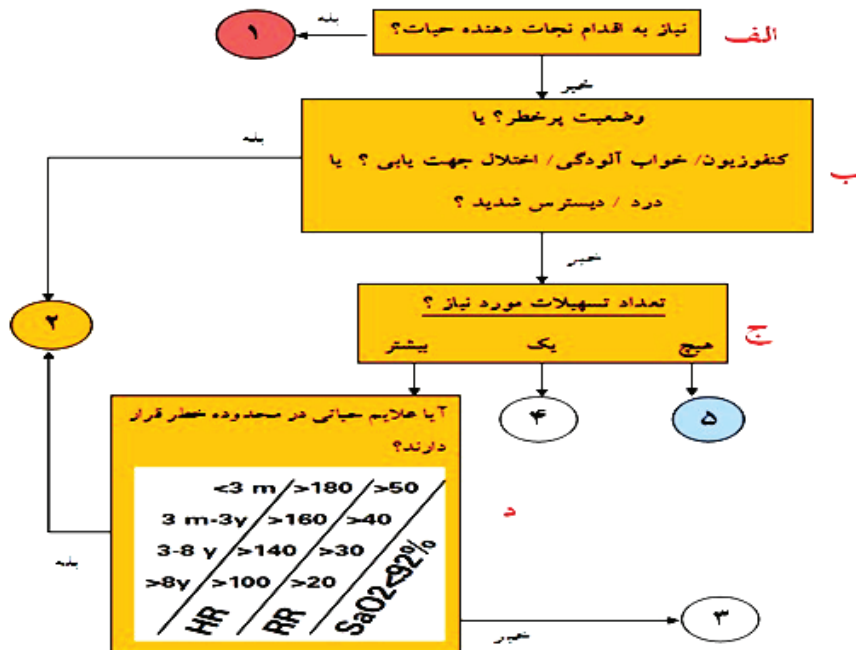 نیاز به اقدام نجات دهنده حیات؟
الف
بله
۱
خیر
وضعیت پرخطر؟ یا
کنفوزیون/ خواب آلودگی/ اختلال جهت یابی ؟ یا
درد / دیسترس شدید ؟
ب
بله
۲
خیر
تعداد تسهیلات مورد نیاز ؟
هیچ یک بیشتر
ج
۵
۴
آیا علایم حیاتی در محدوده خطر قرار
دارند؟
<3 m >180 >50
3 m-3y >160 >40
3-8 y >140 >30
>8y >100 >20
HR RR SaO2<92%
د
بله
خیر
۳